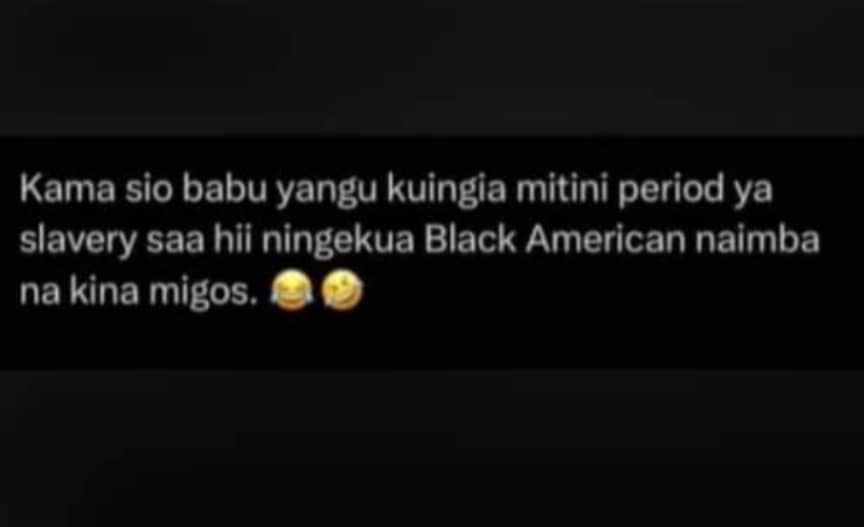 Kama sio babu yangu kuingia mitini period ya
slavery saa hii ningekua Black American naimba
na kina migos. 😂🤣